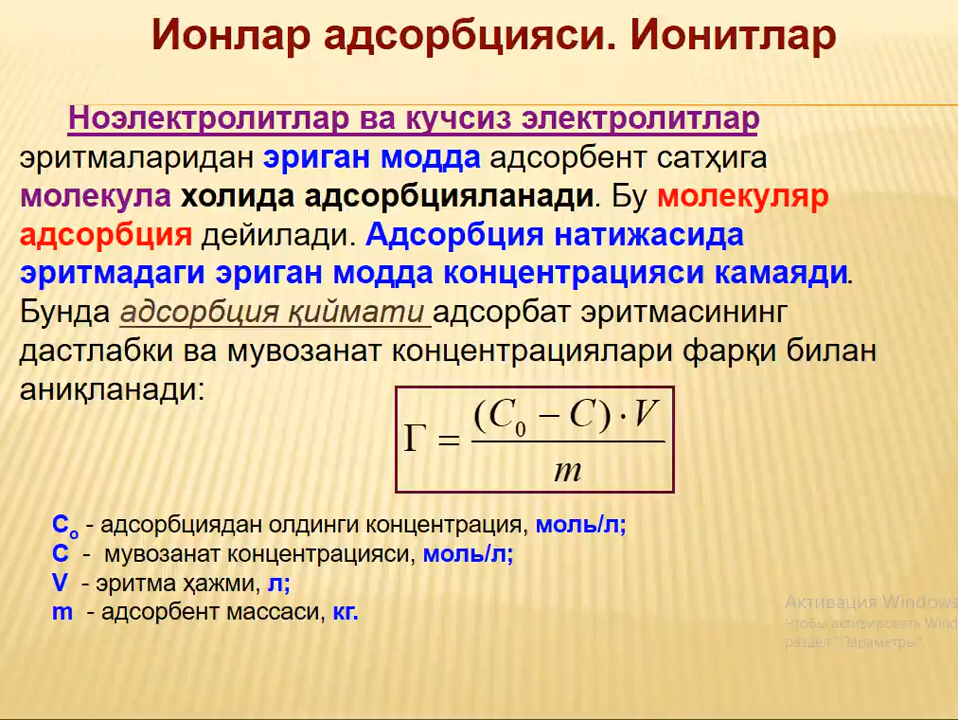 Ионлар адсорбцияси. Ионитлар
Ноэлектролитлар ва кучсиз электролитлар
эритмаларидан эриган модда адсорбент сатҳига
молекула холида адсорбцияланади. Бу молекуляр
адсорбция дейилади. Адсорбция натижасида
эритмадаги эриган модда концентрацияси камаяди.
Бунда адсорбция қиймати адсорбат эритмасининг
дастлабки ва мувозанат концентрациялари фарқи билан
аниқланади:
Γ = (C₀ − C) · V / m
Cо - адсорбциядан олдинги концентрация, моль/л;
C - мувозанат концентрацияси, моль/л;
V - эритма ҳажми, л;
m - адсорбент массаси, кг.
Активация Windows
Чтобы активировать Wind
раздел "Параметры".